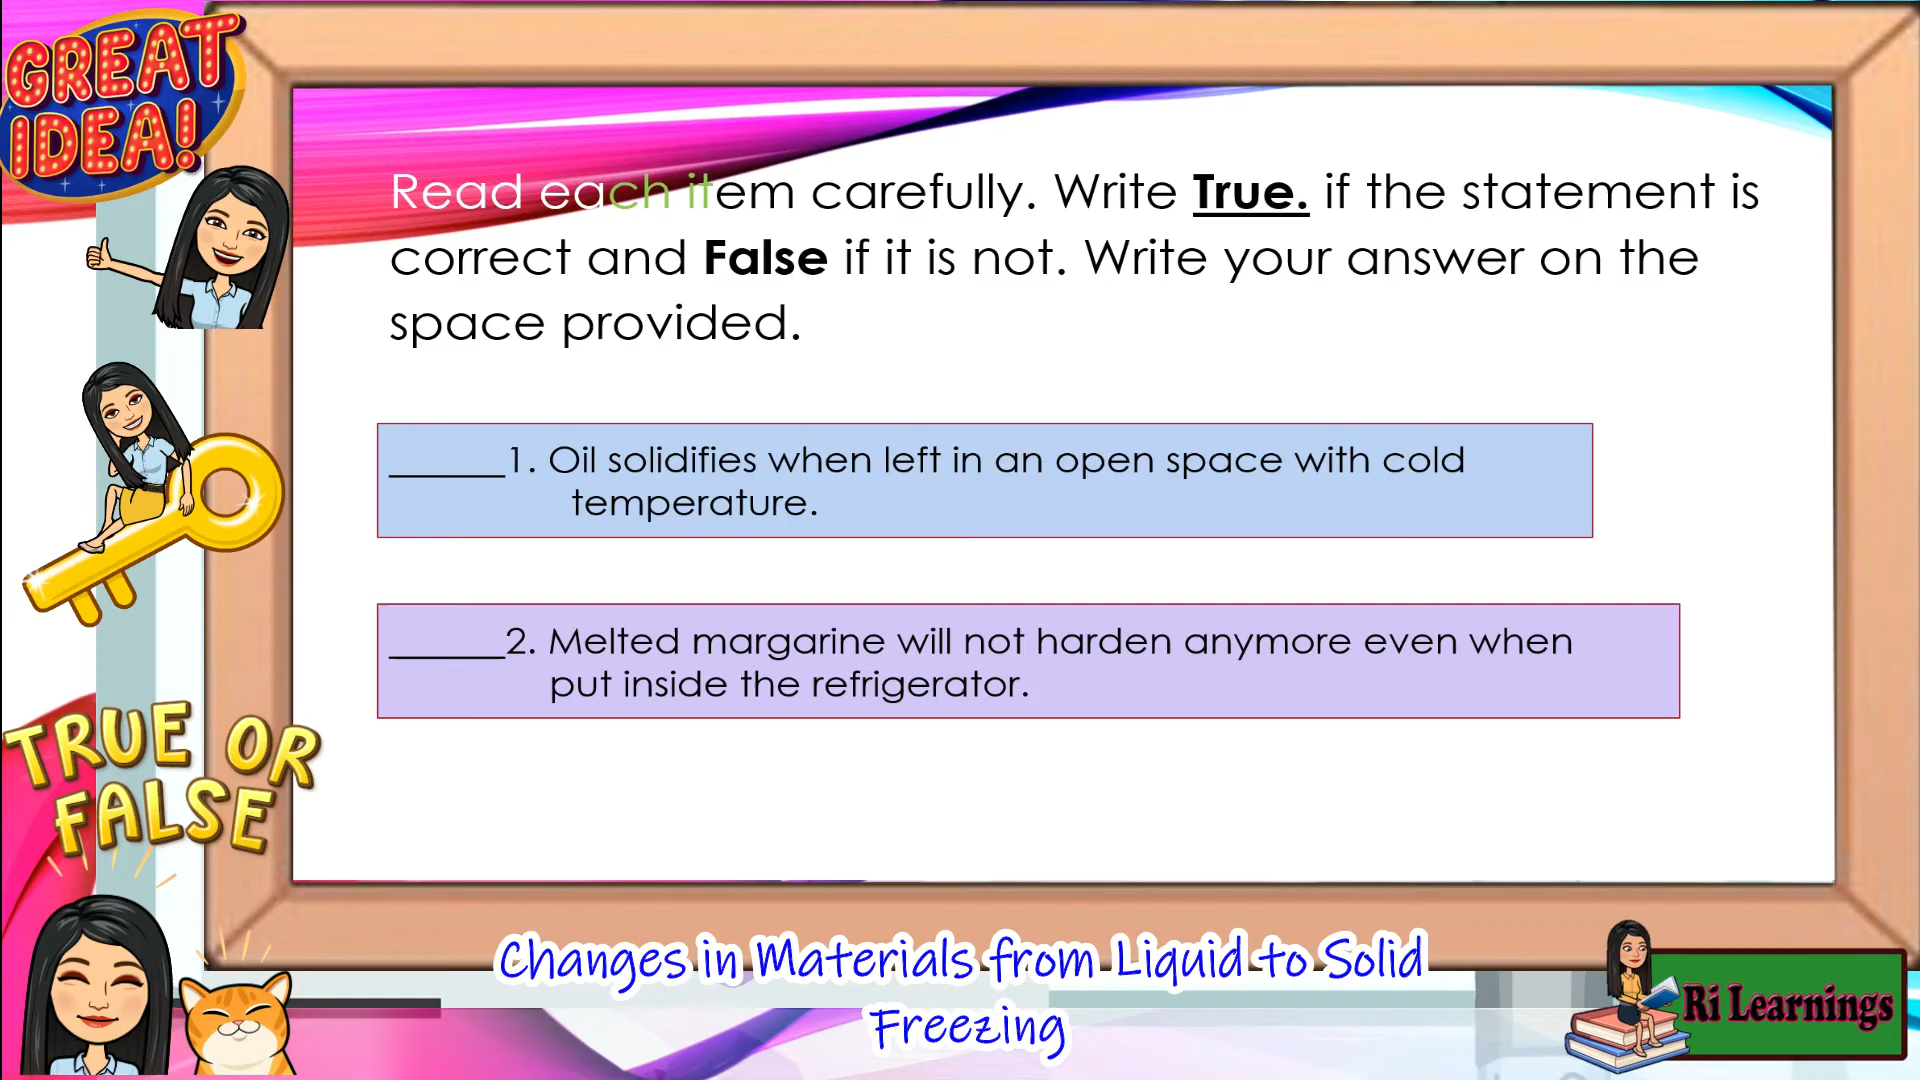 GREAT
IDEA!
Read each item carefully. Write True. if the statement is
correct and False if it is not. Write your answer on the
space provided.
______1. Oil solidifies when left in an open space with cold
temperature.
______2. Melted margarine will not harden anymore even when
put inside the refrigerator.
TRUE OR
FALSE
Changes in Materials from Liquid to Solid
Freezing
Ri Learnings